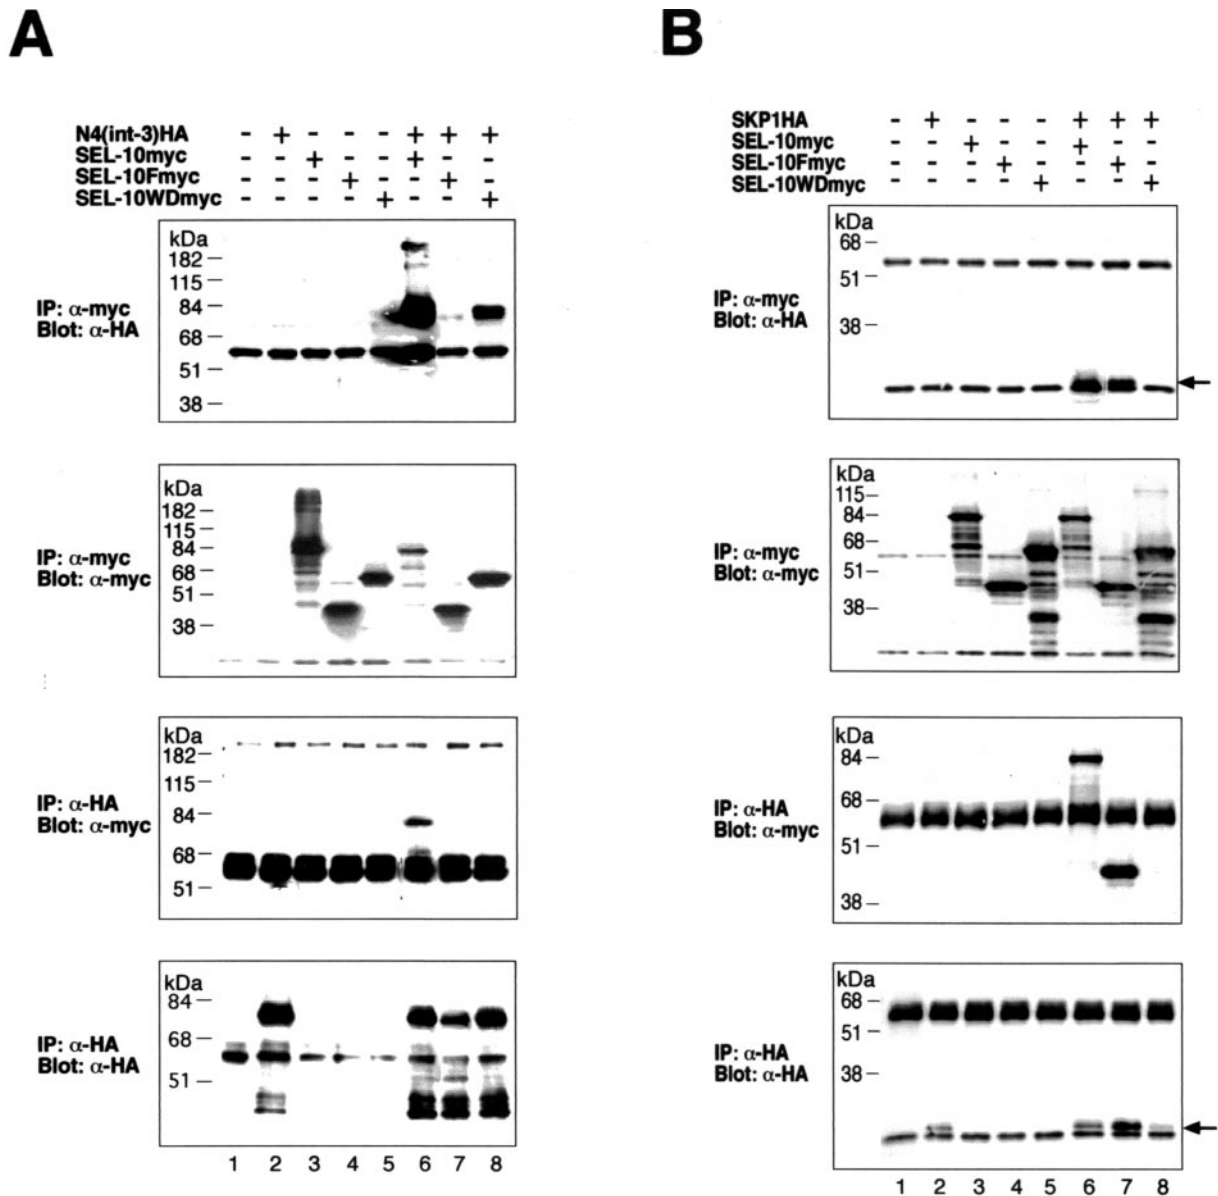 A
N4(int-3)HA - + - - - + + +
SEL-10myc - - + - - + - -
SEL-10Fmyc - - - + - - + -
SEL-10WDmyc - - - - + - - +
kDa
182
115
84
68
51
38
IP: α-myc
Blot: α-HA
kDa
182
115
84
68
51
38
IP: α-myc
Blot: α-myc
kDa
182
115
84
68
51
IP: α-HA
Blot: α-myc
kDa
84
68
51
IP: α-HA
Blot: α-HA
1 2 3 4 5 6 7 8
B
SKP1HA - + - - - + + +
SEL-10myc - - + - - + - -
SEL-10Fmyc - - - + - - + -
SEL-10WDmyc - - - - + - - +
kDa
68
51
38
IP: α-myc
Blot: α-HA
kDa
115
84
68
51
38
IP: α-myc
Blot: α-myc
kDa
84
68
51
38
IP: α-HA
Blot: α-myc
kDa
68
51
38
IP: α-HA
Blot: α-HA
1 2 3 4 5 6 7 8